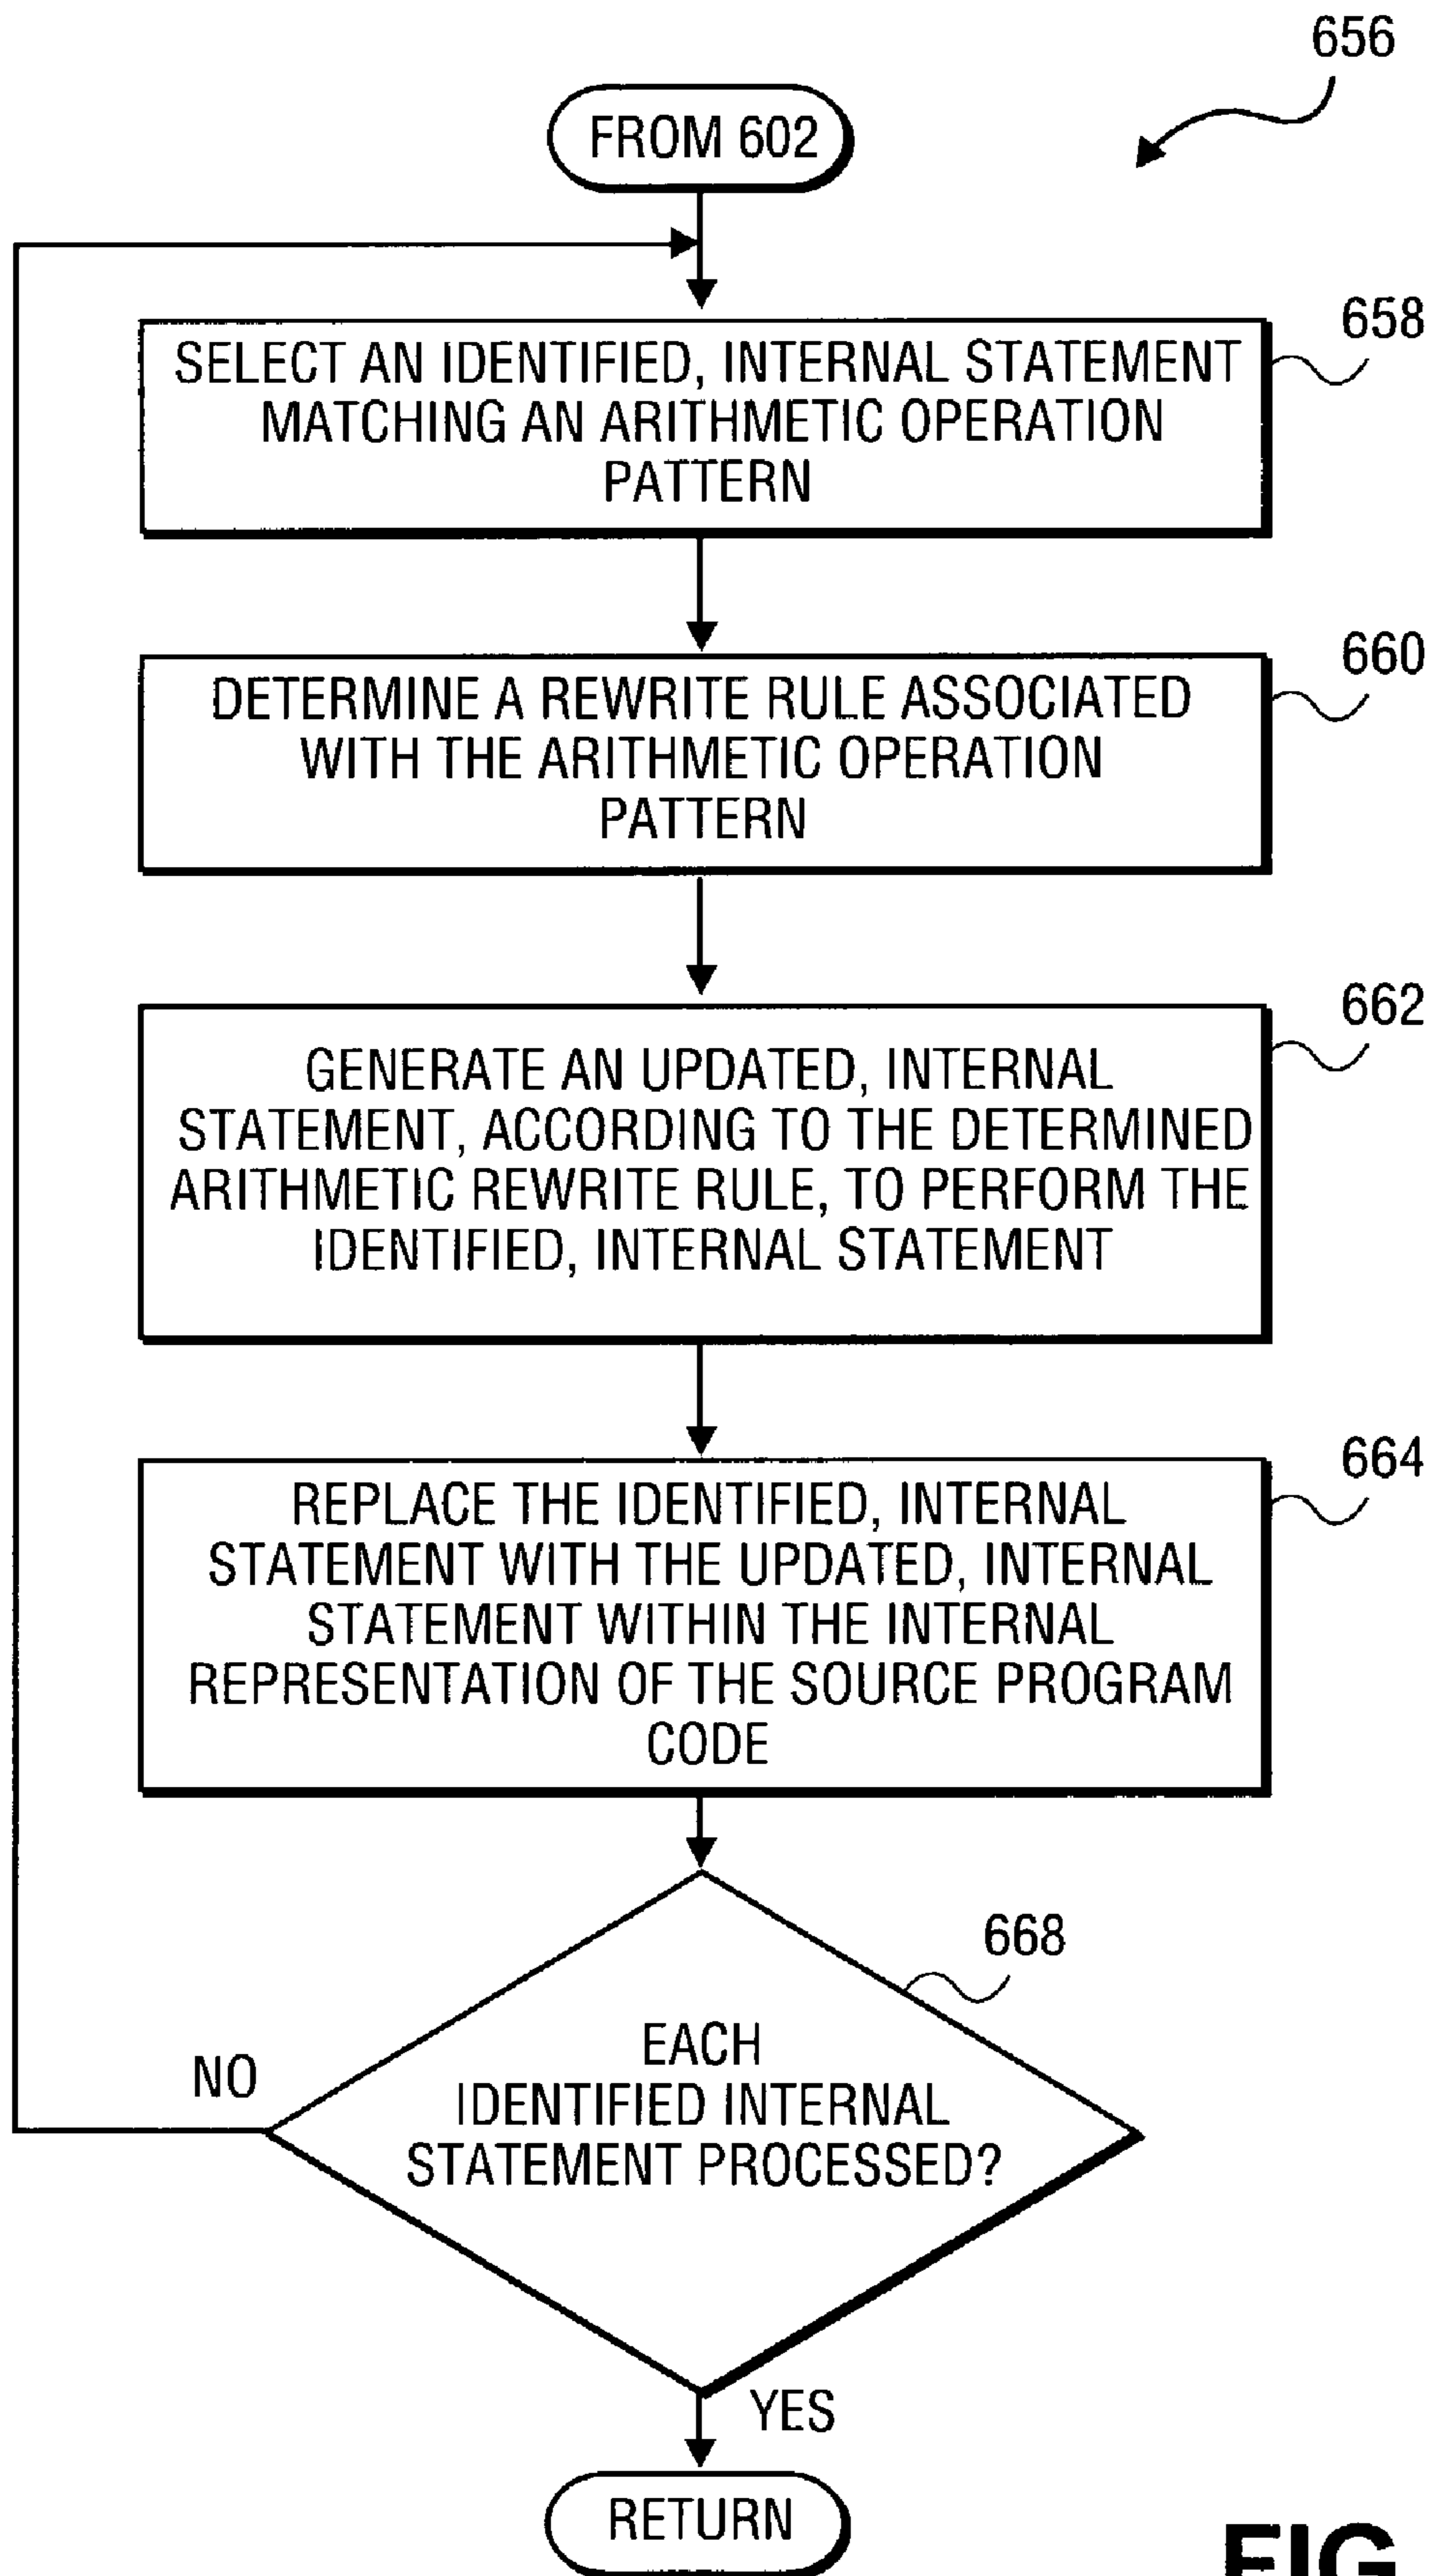 656
FROM 602
658
SELECT AN IDENTIFIED, INTERNAL STATEMENT
MATCHING AN ARITHMETIC OPERATION
PATTERN
660
DETERMINE A REWRITE RULE ASSOCIATED
WITH THE ARITHMETIC OPERATION
PATTERN
662
GENERATE AN UPDATED, INTERNAL
STATEMENT, ACCORDING TO THE DETERMINED
ARITHMETIC REWRITE RULE, TO PERFORM THE
IDENTIFIED, INTERNAL STATEMENT
664
REPLACE THE IDENTIFIED, INTERNAL
STATEMENT WITH THE UPDATED, INTERNAL
STATEMENT WITHIN THE INTERNAL
REPRESENTATION OF THE SOURCE PROGRAM
CODE
668
EACH
IDENTIFIED INTERNAL
STATEMENT PROCESSED?
NO
YES
RETURN
FIG